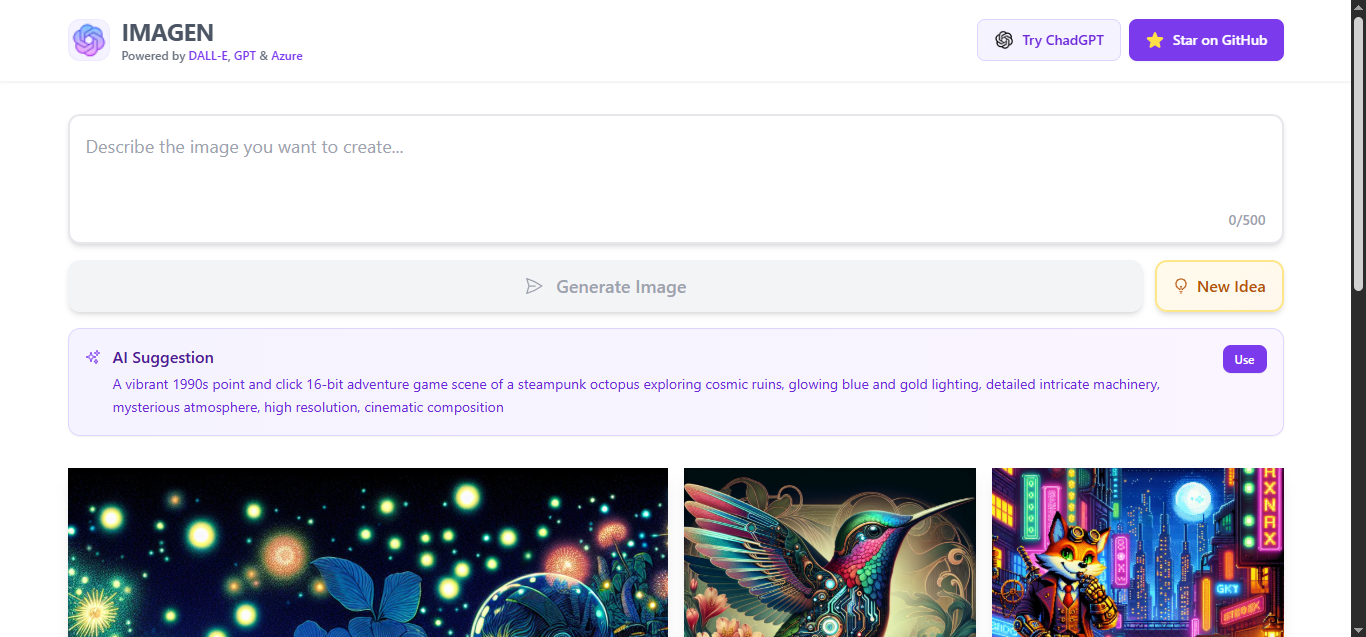 IMAGEN
Powered by DALL-E, GPT & Azure
Try ChadGPT
Star on GitHub
Describe the image you want to create...
0/500
Generate Image
New Idea
AI Suggestion
Use
A vibrant 1990s point and click 16-bit adventure game scene of a steampunk octopus exploring cosmic ruins, glowing blue and gold lighting, detailed intricate machinery,
mysterious atmosphere, high resolution, cinematic composition
GKY